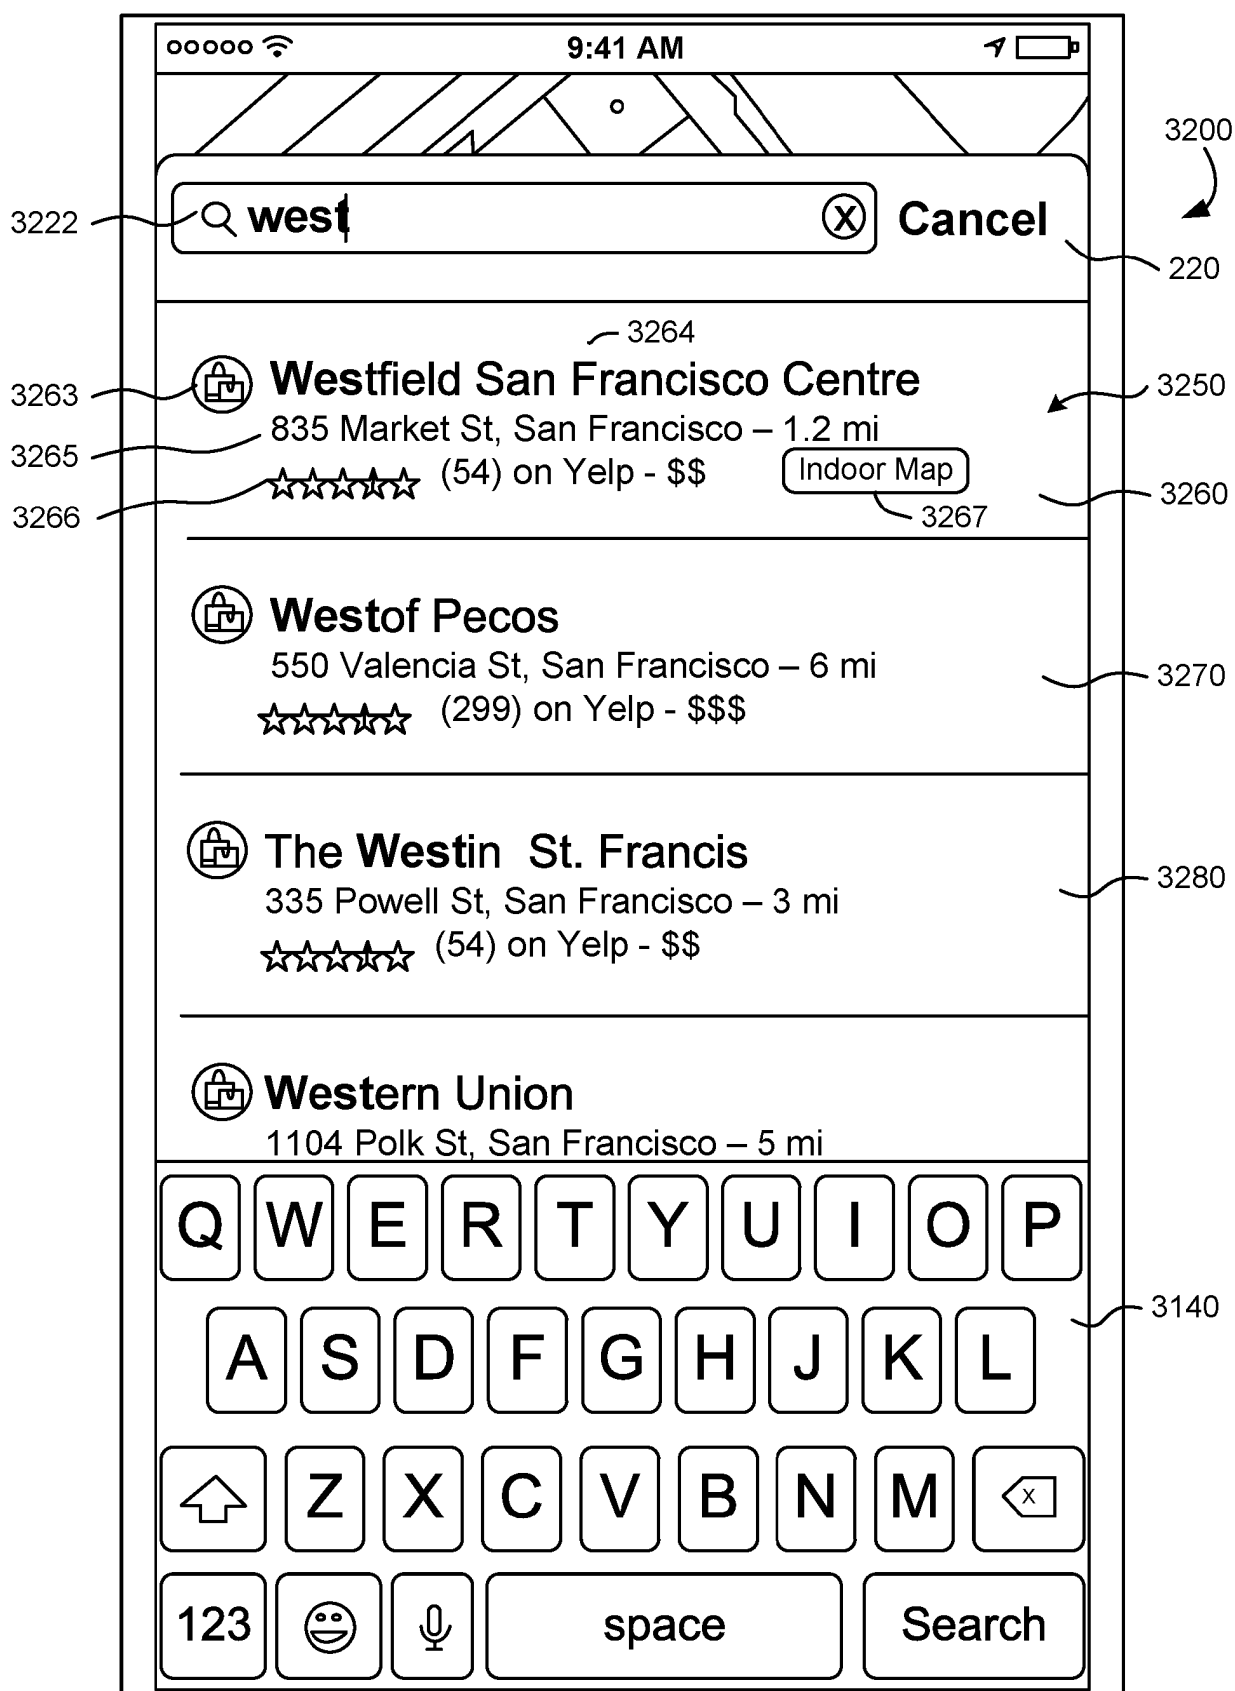 9:41 AM
3200
3222
west
X
Cancel
220
3264
3263
Westfield San Francisco Centre
3250
3265
835 Market St, San Francisco – 1.2 mi
3266
(54) on Yelp - $$
Indoor Map
3260
3267
Westof Pecos
550 Valencia St, San Francisco – 6 mi
3270
(299) on Yelp - $$$
The Westin St. Francis
3280
335 Powell St, San Francisco – 3 mi
(54) on Yelp - $$
Western Union
1104 Polk St, San Francisco – 5 mi
Q W E R T Y U I O P
3140
A S D F G H J K L
Z X C V B N M X
123 space Search